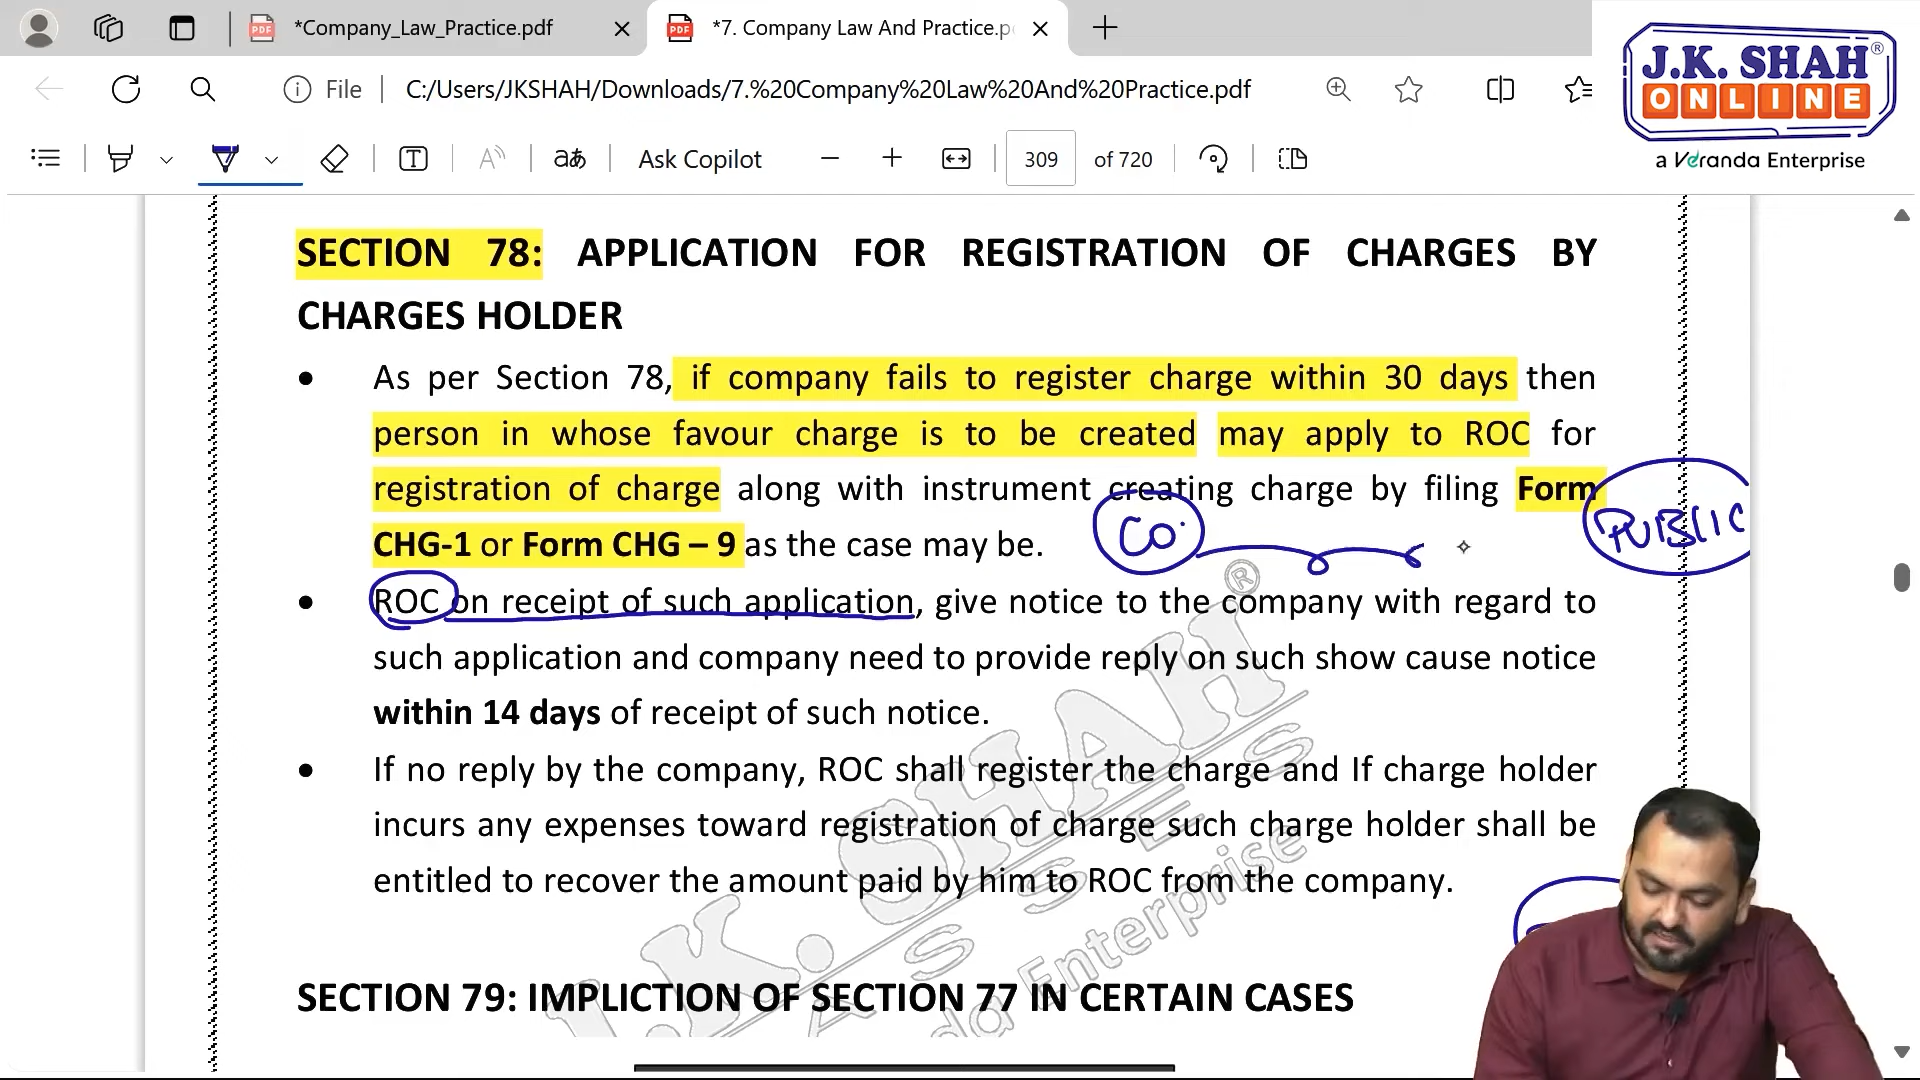 *Company_Law_Practice.pdf
*7. Company Law And Practice.p
File
C:/Users/JKSHAH/Downloads/7.%20Company%20Law%20And%20Practice.pdf
J.K. SHAH®
ONLINE
a Veranda Enterprise
Ask Copilot
309 of 720
SECTION 78: APPLICATION FOR REGISTRATION OF CHARGES BY
CHARGES HOLDER
• As per Section 78, if company fails to register charge within 30 days then
person in whose favour charge is to be created may apply to ROC for
registration of charge along with instrument creating charge by filing Form
CHG-1 or Form CHG – 9 as the case may be.
CO.
PUBLIC
• ROC on receipt of such application, give notice to the company with regard to
such application and company need to provide reply on such show cause notice
within 14 days of receipt of such notice.
• If no reply by the company, ROC shall register the charge and If charge holder
incurs any expenses toward registration of charge such charge holder shall be
entitled to recover the amount paid by him to ROC from the company.
SECTION 79: IMPLICTION OF SECTION 77 IN CERTAIN CASES
J.K. SHAH®